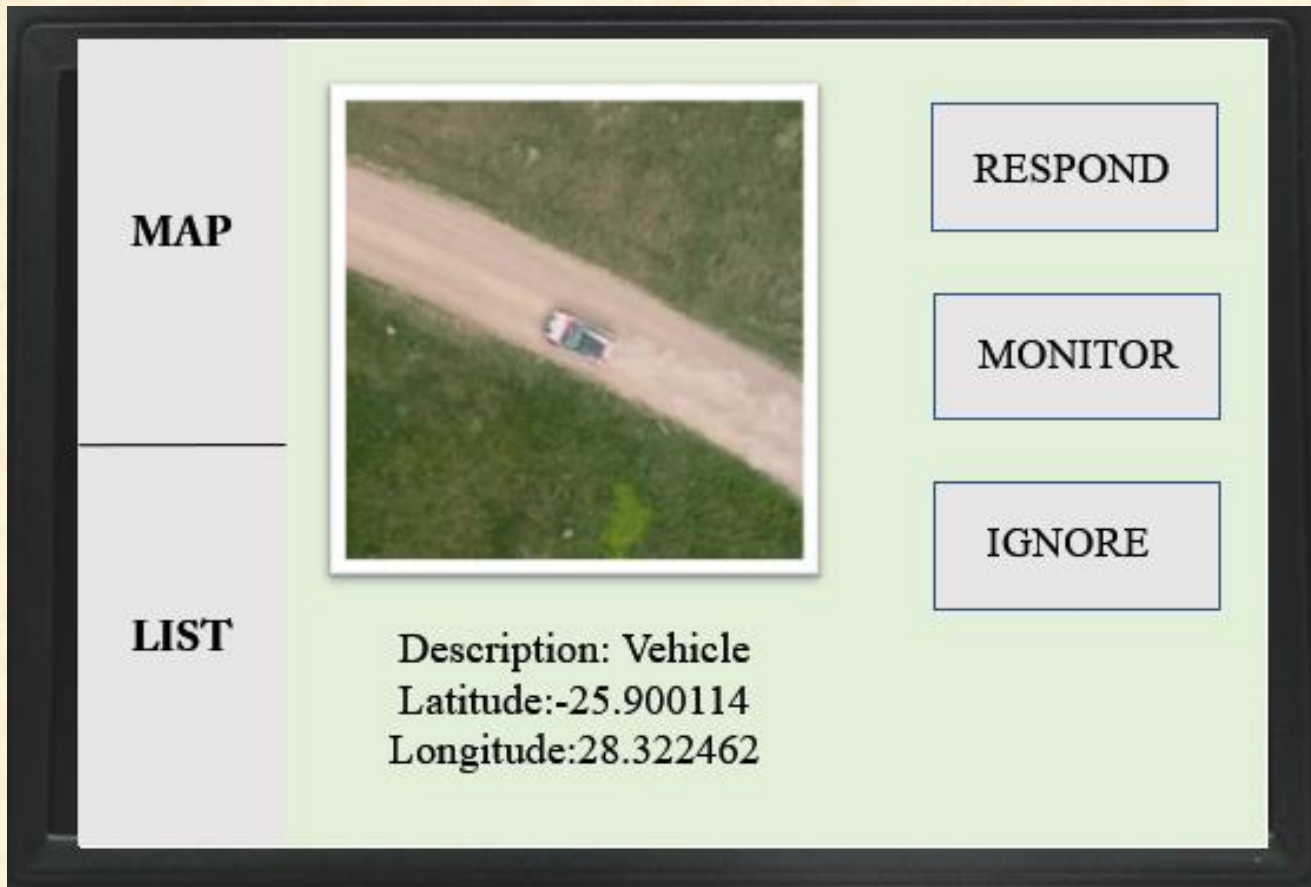 MAP
LIST
Description: Vehicle
Latitude:-25.900114
Longitude:28.322462
RESPOND
MONITOR
IGNORE